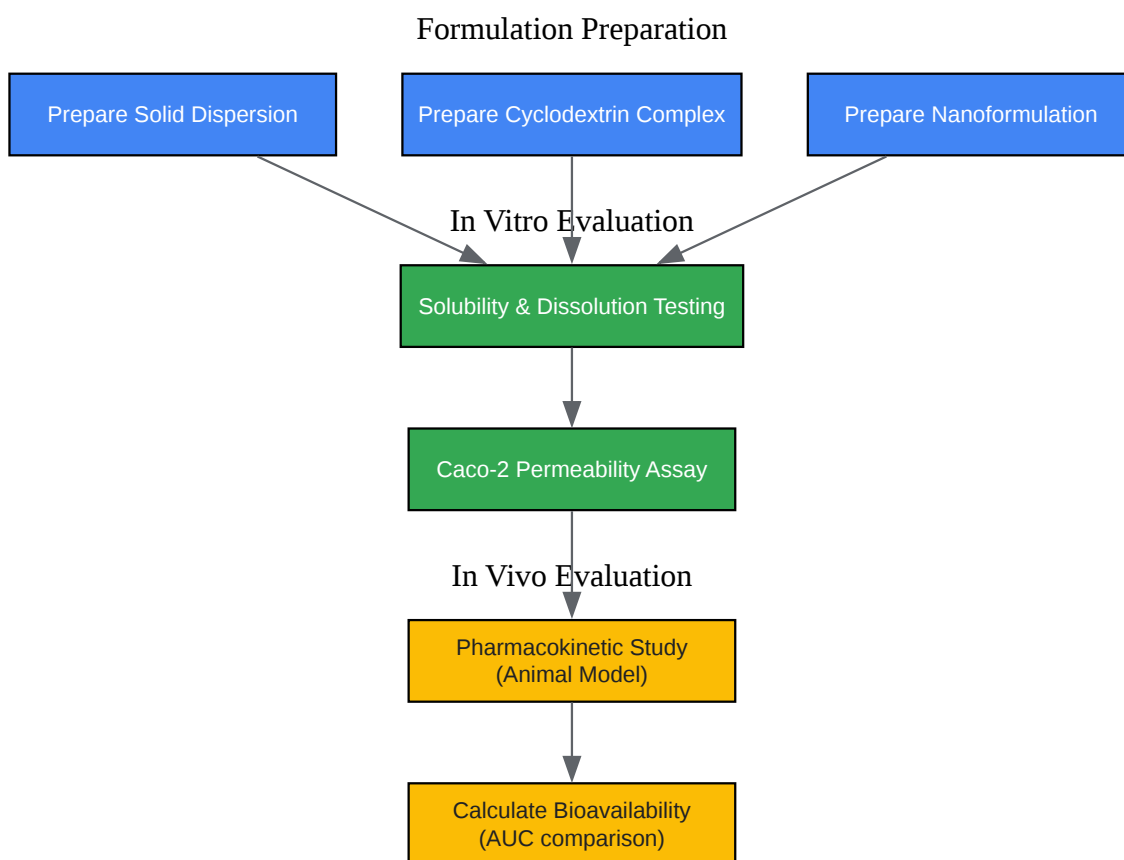 Formulation Preparation
Prepare Solid Dispersion
Prepare Cyclodextrin Complex
Prepare Nanoformulation
In Vitro Evaluation
Solubility & Dissolution Testing
Caco-2 Permeability Assay
In Vivo Evaluation
Pharmacokinetic Study
(Animal Model)
Calculate Bioavailability
(AUC comparison)